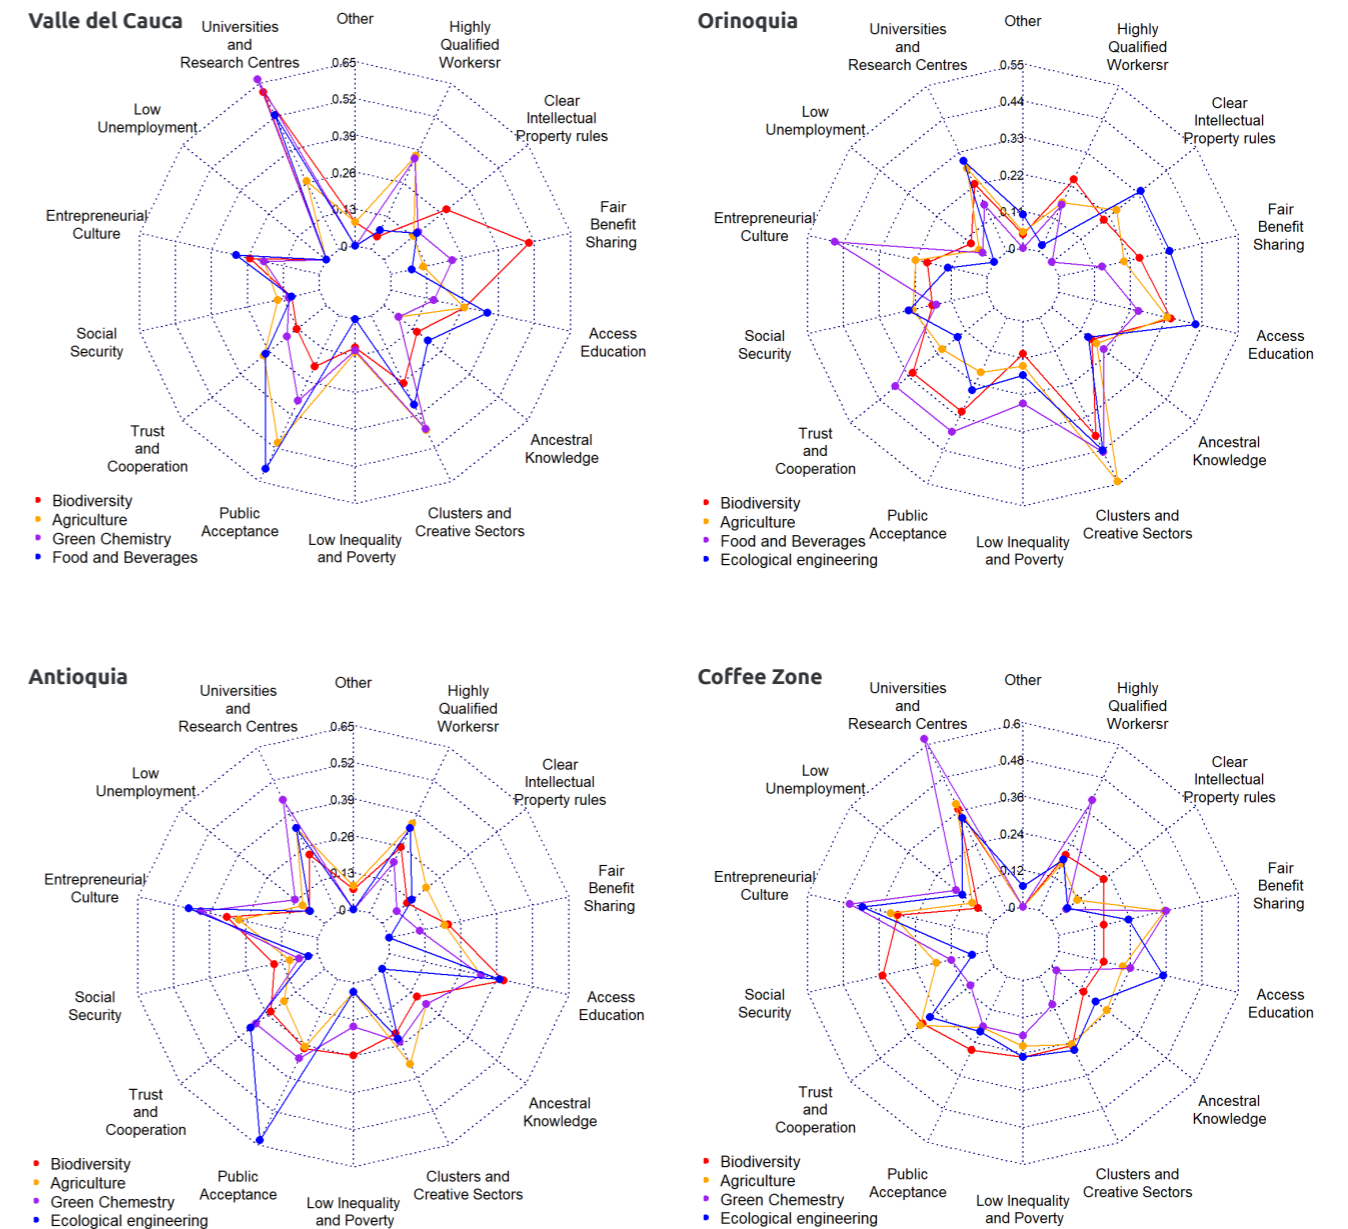 Valle del Cauca
Other
Universities
and
Research Centres
Highly
Qualified
Workersr
Low
Unemployment
Clear
Intellectual
Property rules
Entrepreneurial
Culture
Fair
Benefit
Sharing
Social
Security
Access
Education
Trust
and
Cooperation
Ancestral
Knowledge
Public
Acceptance
Low Inequality
and Poverty
Clusters and
Creative Sectors
0.65
0.52
0.39
0.26
0.13
0
Biodiversity
Agriculture
Green Chemistry
Food and Beverages
Orinoquia
Other
Universities
and
Research Centres
Highly
Qualified
Workersr
Low
Unemployment
Clear
Intellectual
Property rules
Entrepreneurial
Culture
Fair
Benefit
Sharing
Social
Security
Access
Education
Trust
and
Cooperation
Ancestral
Knowledge
Public
Acceptance
Low Inequality
and Poverty
Clusters and
Creative Sectors
0.55
0.44
0.33
0.22
0.11
0
Biodiversity
Agriculture
Food and Beverages
Ecological engineering
Antioquia
Other
Universities
and
Research Centres
Highly
Qualified
Workersr
Low
Unemployment
Clear
Intellectual
Property rules
Entrepreneurial
Culture
Fair
Benefit
Sharing
Social
Security
Access
Education
Trust
and
Cooperation
Ancestral
Knowledge
Public
Acceptance
Low Inequality
and Poverty
Clusters and
Creative Sectors
0.65
0.52
0.39
0.26
0.13
0
Biodiversity
Agriculture
Green Chemestry
Ecological engineering
Coffee Zone
Other
Universities
and
Research Centres
Highly
Qualified
Workersr
Low
Unemployment
Clear
Intellectual
Property rules
Entrepreneurial
Culture
Fair
Benefit
Sharing
Social
Security
Access
Education
Trust
and
Cooperation
Ancestral
Knowledge
Public
Acceptance
Low Inequality
and Poverty
Clusters and
Creative Sectors
0.6
0.48
0.36
0.24
0.12
0
Biodiversity
Agriculture
Green Chemestry
Ecological engineering